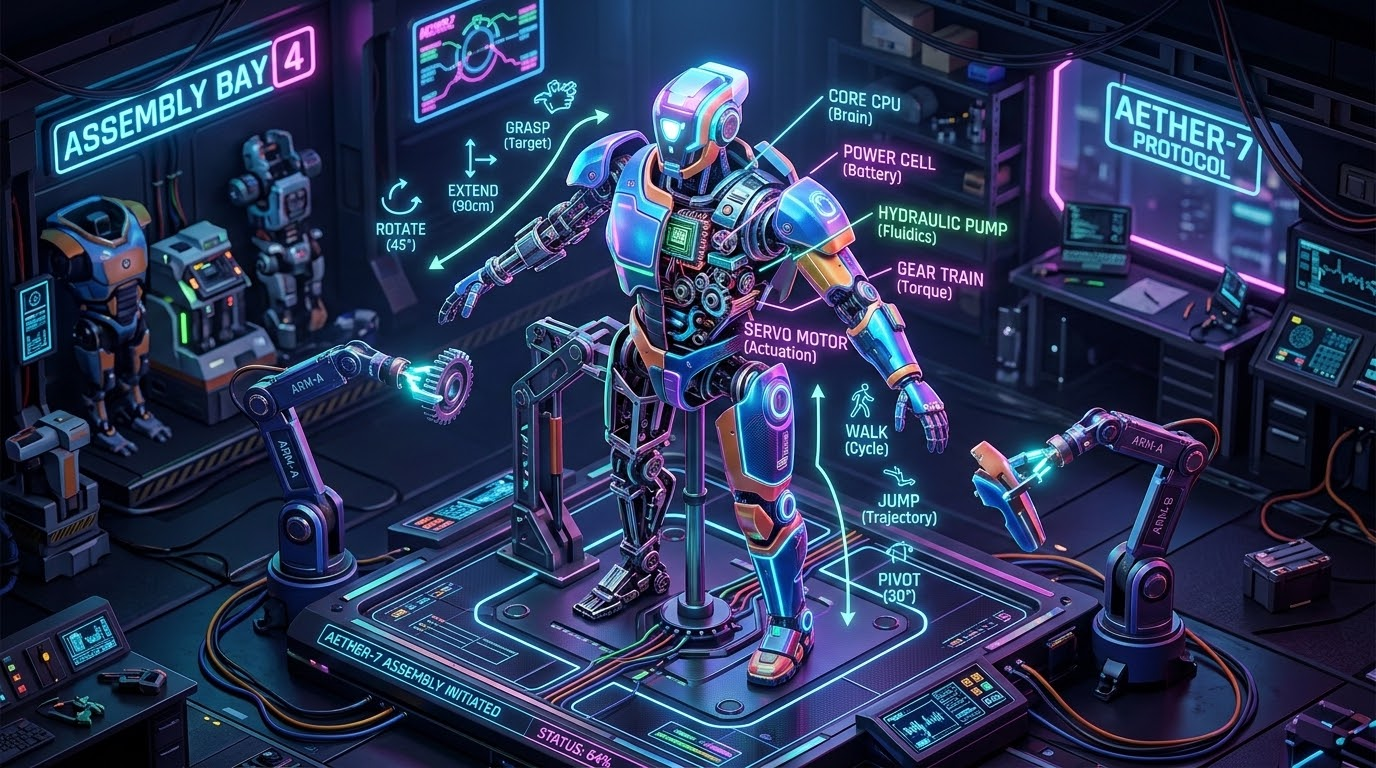 ASSEMBLY BAY 4
GRASP
(Target)
EXTEND
(90cm)
ROTATE
(45°)
CORE CPU
(Brain)
POWER CELL
(Battery)
HYDRAULIC PUMP
(Fluidics)
GEAR TRAIN
(Torque)
SERVO MOTOR
(Actuation)
AETHER-7
PROTOCOL
WALK
(Cycle)
JUMP
(Trajectory)
PIVOT
(30°)
ARM-A
ARM-A
ARM-A
AETHER-7 ASSEMBLY INITIATED
STATUS: 64%